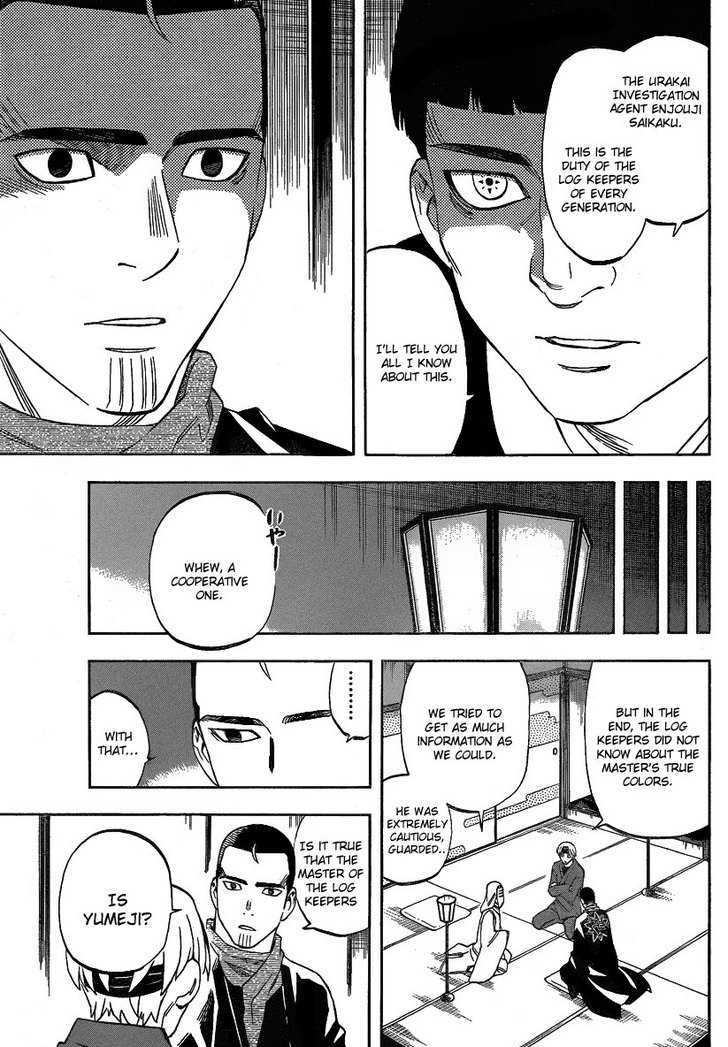 THE URAKAI
INVESTIGATION
AGENT ENJOUJI
SAIKAKU.
THIS IS THE
DUTY OF THE
LOG KEEPERS
OF EVERY
GENERATION.
I'LL TELL YOU
ALL I KNOW
ABOUT THIS.
WHEW, A
COOPERATIVE
ONE.
じゃー
BUT IN THE
END, THE LOG
KEEPERS DID NOT
KNOW ABOUT THE
MASTER'S TRUE
COLORS.
WE TRIED TO
GET AS MUCH
INFORMATION AS
WE COULD.
HE WAS
EXTREMELY
CAUTIOUS,
GUARDED..
.........
WITH
THAT...
IS IT TRUE
THAT THE
MASTER OF
THE LOG
KEEPERS
IS
YUMEJI?